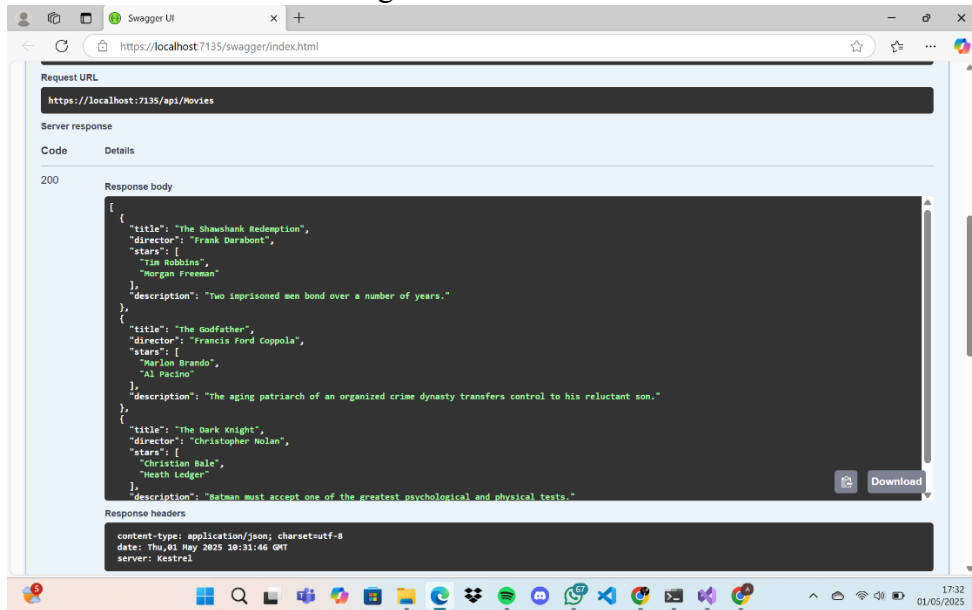 Swagger UI
https://localhost:7135/swagger/index.html
Request URL
https://localhost:7135/api/Movies
Server response
Code Details
200
Response body
[
{
"title": "The Shawshank Redemption",
"director": "Frank Darabont",
"stars": [
"Tim Robbins",
"Morgan Freeman"
],
"description": "Two imprisoned men bond over a number of years."
},
{
"title": "The Godfather",
"director": "Francis Ford Coppola",
"stars": [
"Marlon Brando",
"Al Pacino"
],
"description": "The aging patriarch of an organized crime dynasty transfers control to his reluctant son."
},
{
"title": "The Dark Knight",
"director": "Christopher Nolan",
"stars": [
"Christian Bale",
"Heath Ledger"
],
"description": "Batman must accept one of the greatest psychological and physical tests."
Download
Response headers
content-type: application/json; charset=utf-8
date: Thu,01 May 2025 10:31:46 GMT
server: Kestrel
17:32
01/05/2025